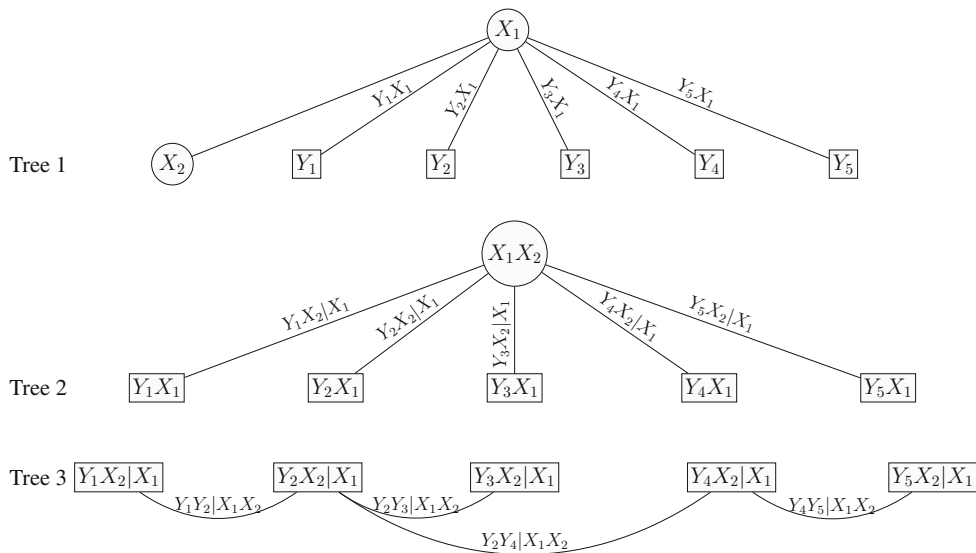 X₁
Y₁X₁ Y₂X₁ Y₃X₁ Y₄X₁ Y₅X₁
Tree 1 X₂ Y₁ Y₂ Y₃ Y₄ Y₅
X₁X₂
Y₁X₂|X₁ Y₂X₂|X₁ Y₃X₂|X₁ Y₄X₂|X₁ Y₅X₂|X₁
Tree 2 Y₁X₁ Y₂X₁ Y₃X₁ Y₄X₁ Y₅X₁
Tree 3 Y₁X₂|X₁ Y₂X₂|X₁ Y₃X₂|X₁ Y₄X₂|X₁ Y₅X₂|X₁
Y₁Y₂|X₁X₂ Y₂Y₃|X₁X₂ Y₄Y₅|X₁X₂
Y₂Y₄|X₁X₂